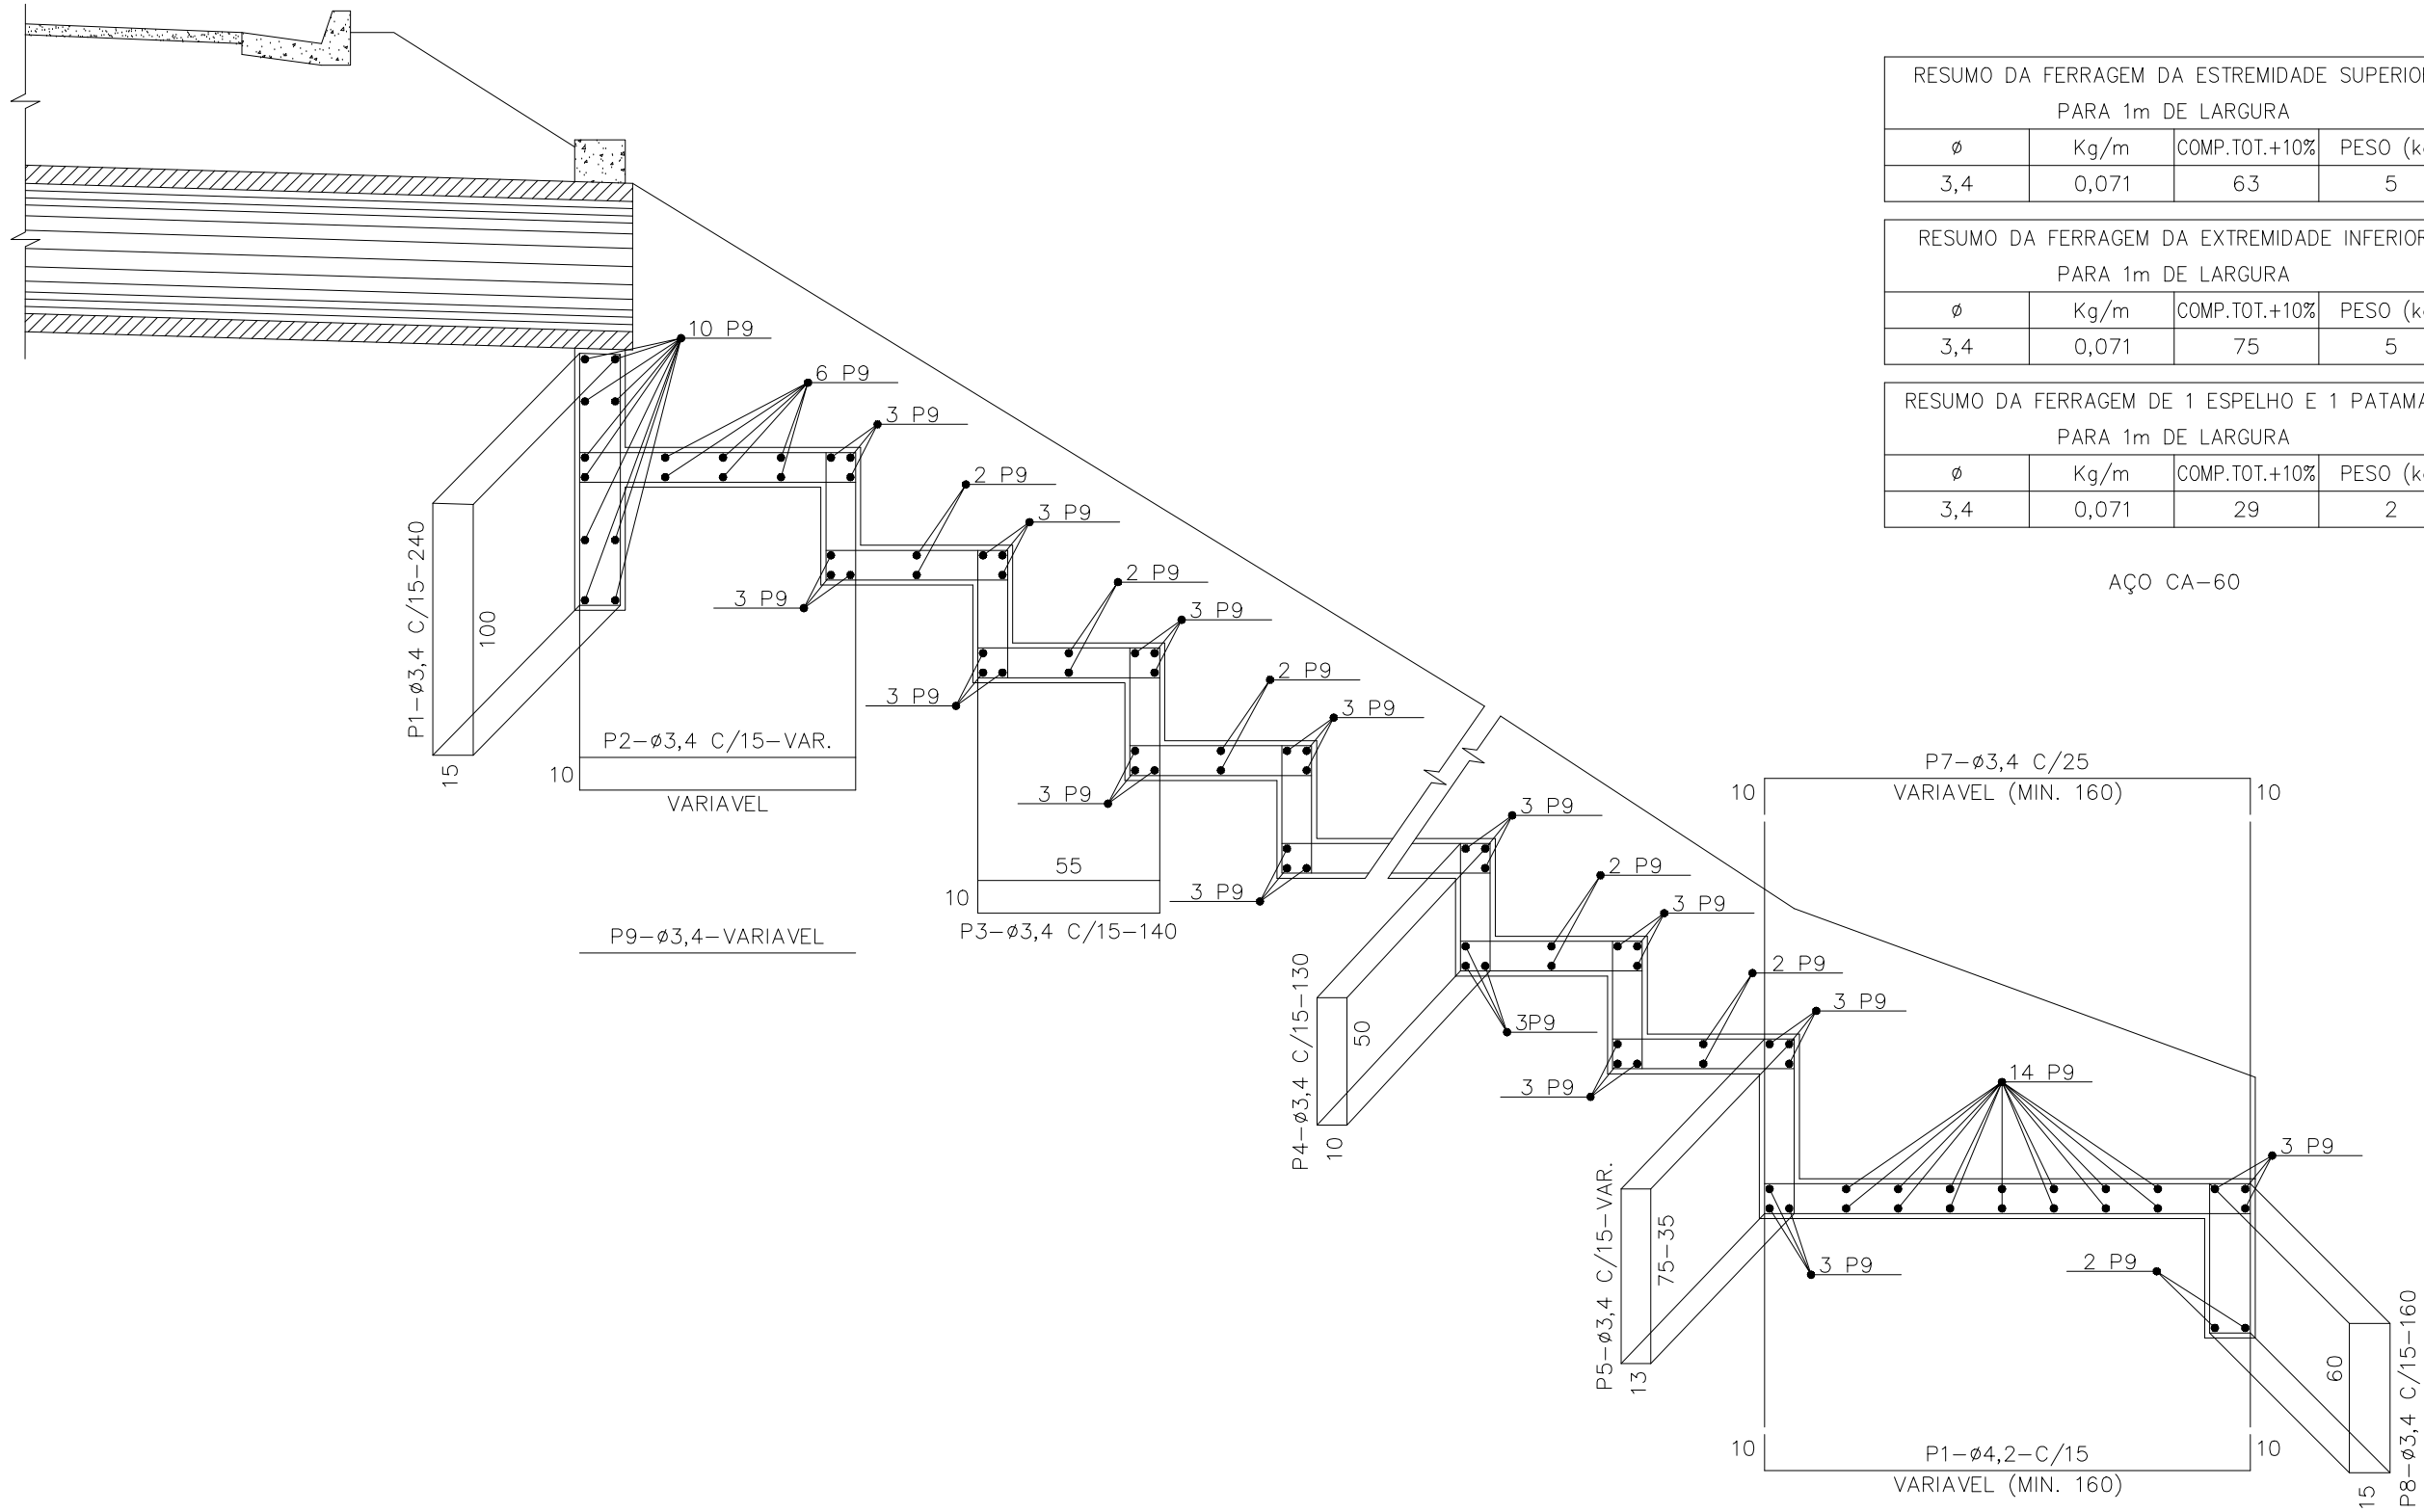 RESUMO DA FERRAGEM DA ESTREMIDADE SUPERIOR
PARA 1m DE LARGURA
ø Kg/m COMP.TOT.+10% PESO (k
3,4 0,071 63 5
RESUMO DA FERRAGEM DA EXTREMIDADE INFERIOR
PARA 1m DE LARGURA
ø Kg/m COMP.TOT.+10% PESO (k
3,4 0,071 75 5
RESUMO DA FERRAGEM DE 1 ESPELHO E 1 PATAMA
PARA 1m DE LARGURA
ø Kg/m COMP.TOT.+10% PESO (k
3,4 0,071 29 2
AÇO CA-60
10 P9
6 P9
3 P9
2 P9
3 P9
3 P9
2 P9
3 P9
3 P9
2 P9
3 P9
3 P9
3 P9
P1-ø3,4 C/15-240
100
15
P2-ø3,4 C/15-VAR.
10
VARIAVEL
P9-ø3,4-VARIAVEL
55
10
P3-ø3,4 C/15-140
3 P9
2 P9
3 P9
3P9
2 P9
3 P9
3 P9
P4-ø3,4 C/15-130
50
10
P7-ø3,4 C/25
10
VARIAVEL (MIN. 160)
10
14 P9
3 P9
3 P9
2 P9
P5-ø3,4 C/15-VAR.
75-35
13
P8-ø3,4 C/15-160
60
15
10
P1-ø4,2-C/15
10
VARIAVEL (MIN. 160)